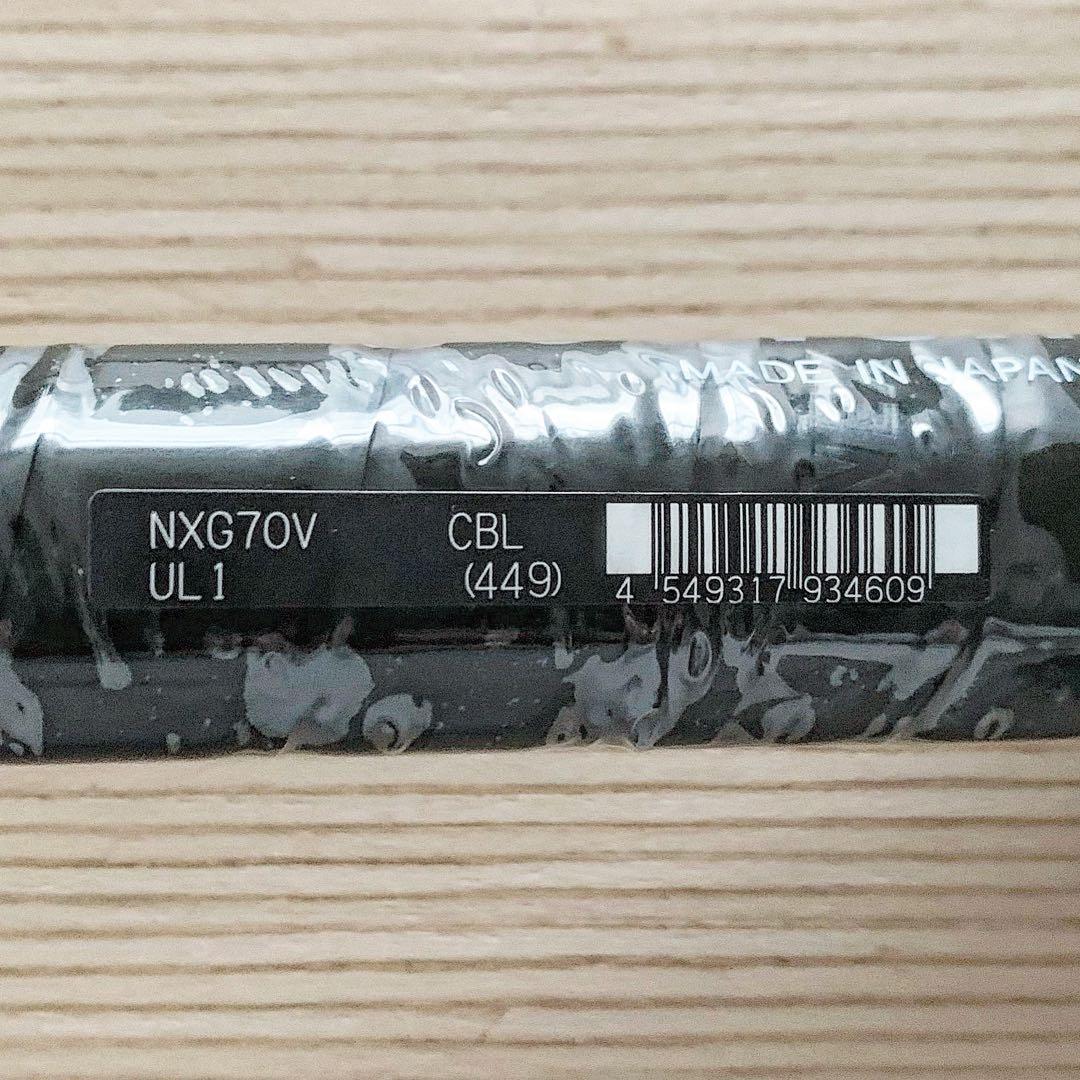 MADE IN JAPAN
NXG70V CBL
UL1 (449)
4 549317 934609